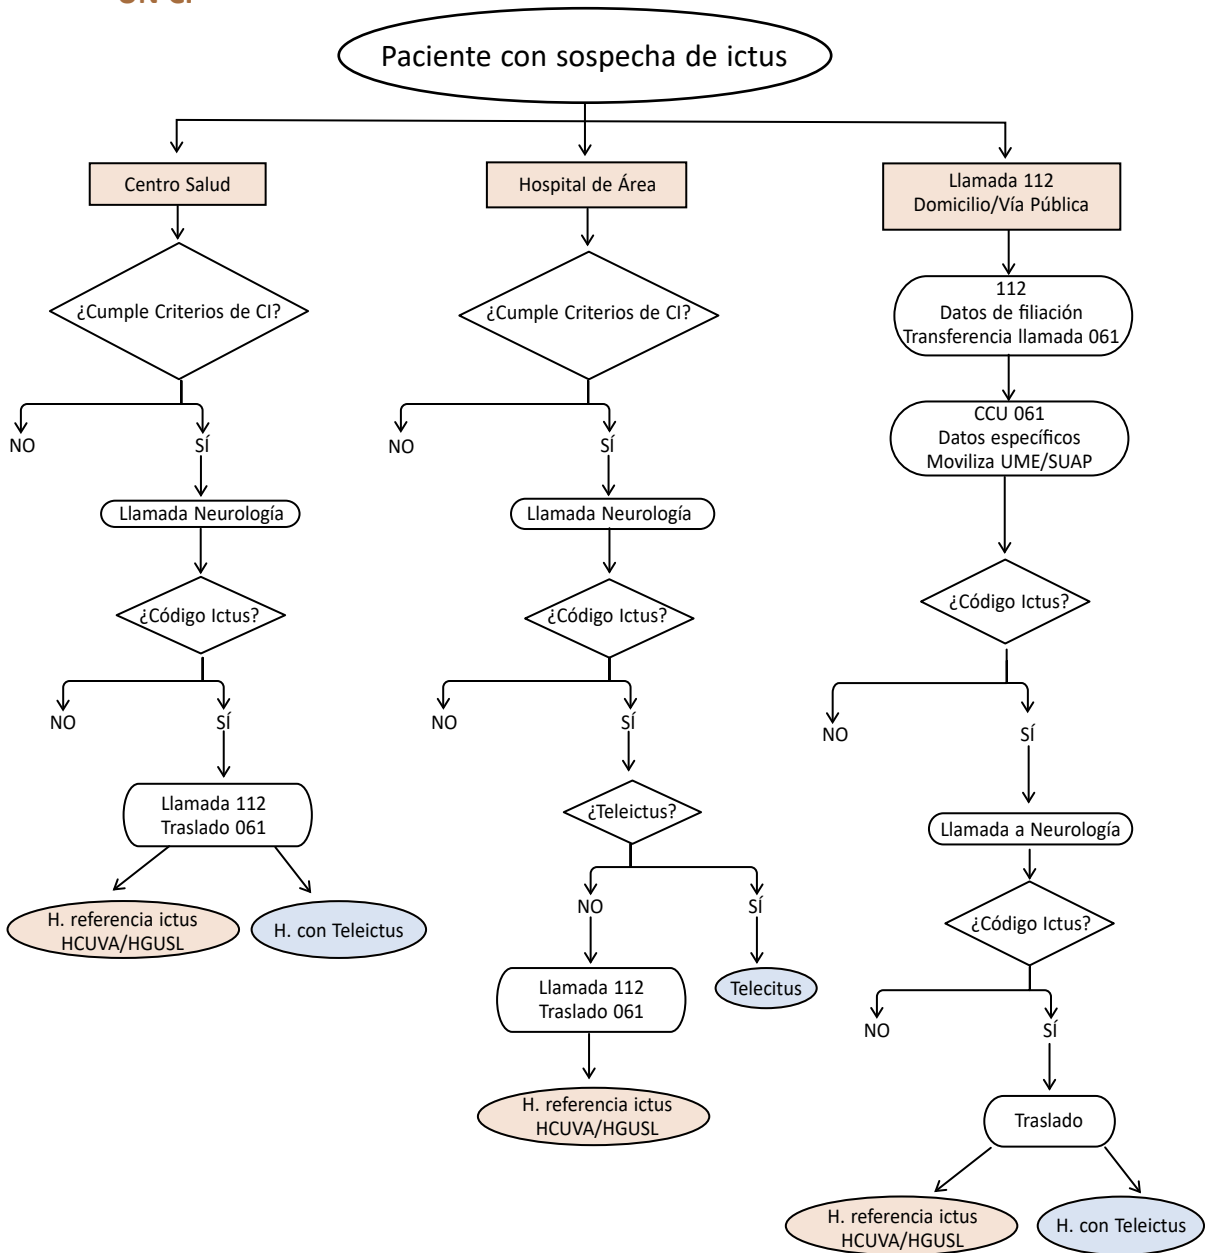 UN CI
Paciente con sospecha de ictus
Centro Salud
Hospital de Área
Llamada 112
Domicilio/Vía Pública
¿Cumple Criterios de CI?
¿Cumple Criterios de CI?
112
Datos de filiación
Transferencia llamada 061
NO
SÍ
NO
SÍ
CCU 061
Datos específicos
Moviliza UME/SUAP
Llamada Neurología
Llamada Neurología
¿Código Ictus?
¿Código Ictus?
¿Código Ictus?
NO
SÍ
NO
SÍ
NO
SÍ
Llamada 112
Traslado 061
¿Teleictus?
Llamada a Neurología
H. referencia ictus
HCUVA/HGUSL
H. con Teleictus
NO
SÍ
¿Código Ictus?
Llamada 112
Traslado 061
Telecitus
NO
SÍ
H. referencia ictus
HCUVA/HGUSL
Traslado
H. referencia ictus
HCUVA/HGUSL
H. con Teleictus